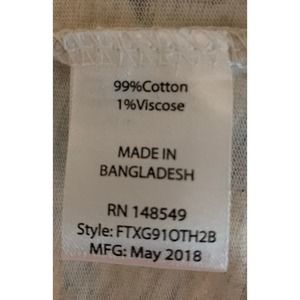 99%Cotton
1%Viscose
MADE IN
BANGLADESH
RN 148549
Style: FTXG91OTH2B
MFG: May 2018